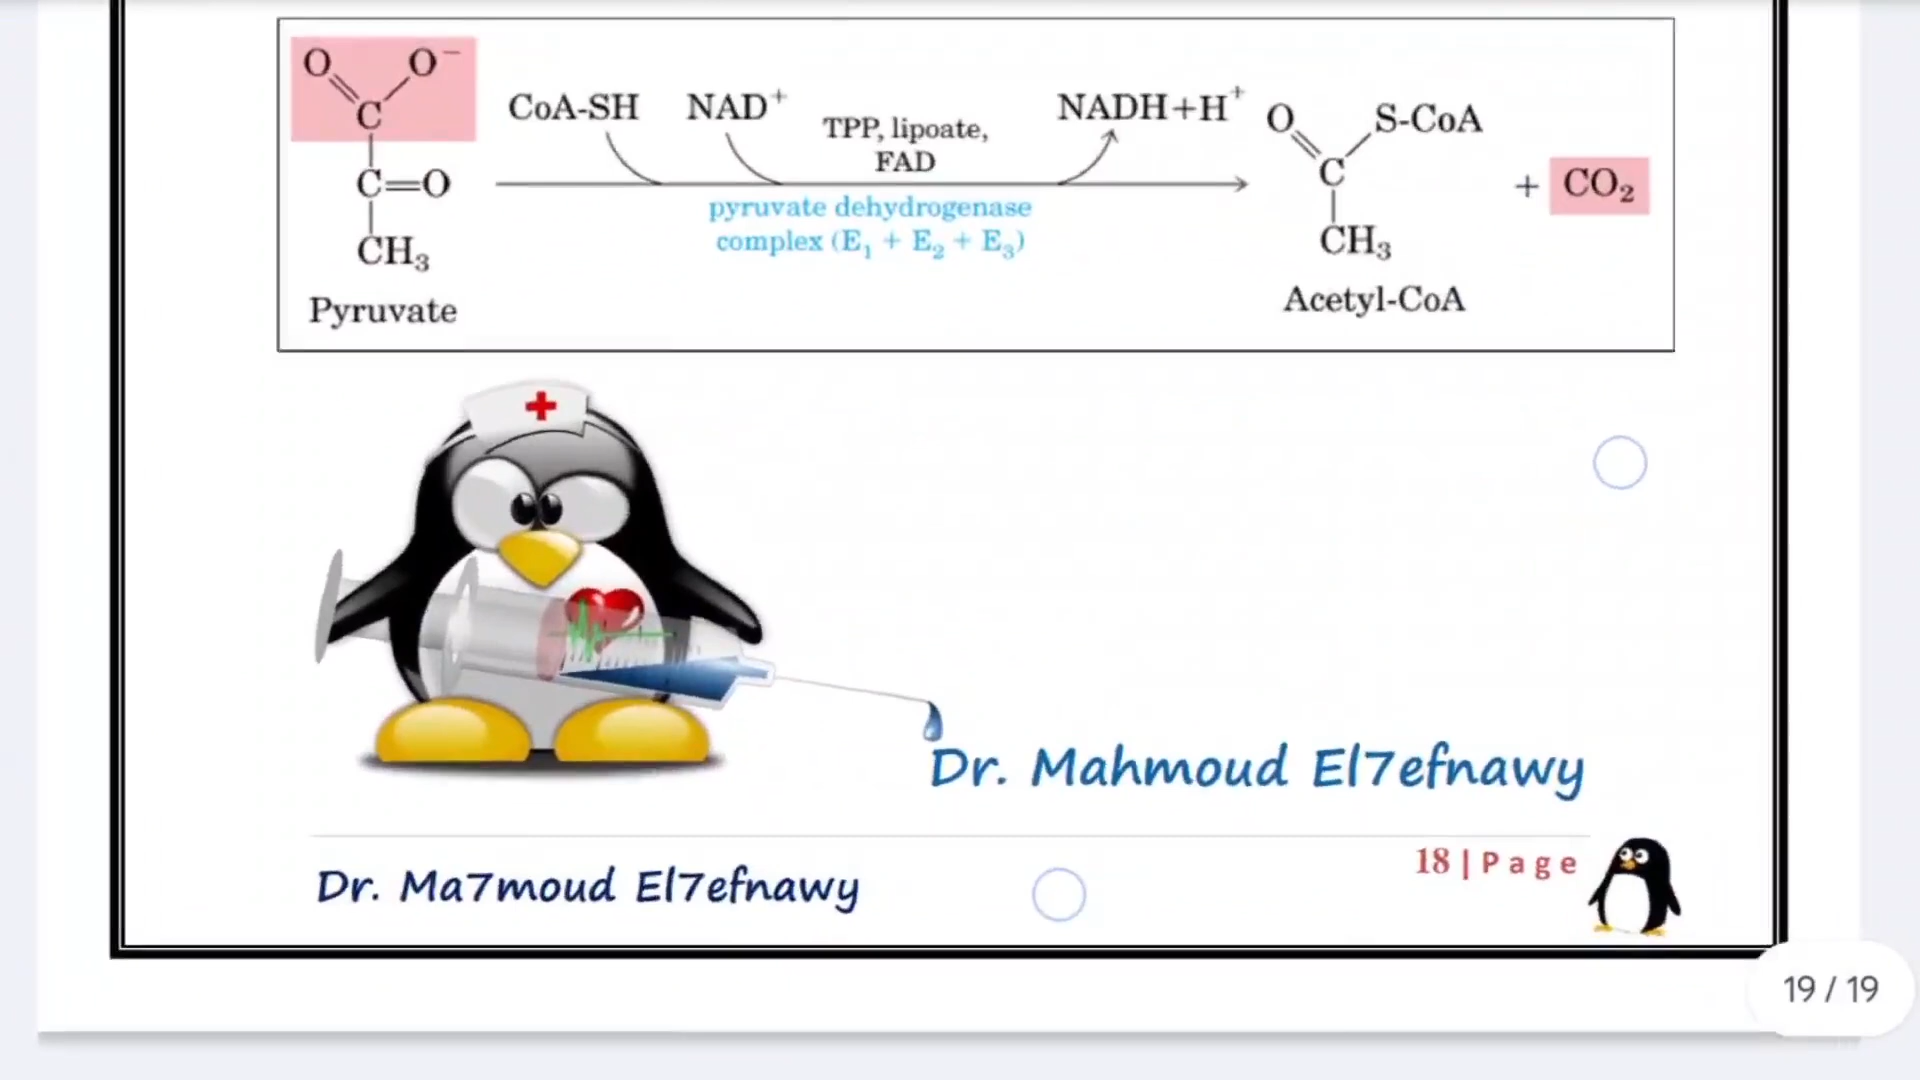 O O⁻
C
C=O
CH₃
Pyruvate
CoA-SH NAD⁺
TPP, lipoate,
FAD
NADH+H⁺
pyruvate dehydrogenase
complex (E₁ + E₂ + E₃)
O S-CoA
C
CH₃
Acetyl-CoA
+ CO₂
Dr. Mahmoud El7efnawy
Dr. Ma7moud El7efnawy
18 | Page
19 / 19